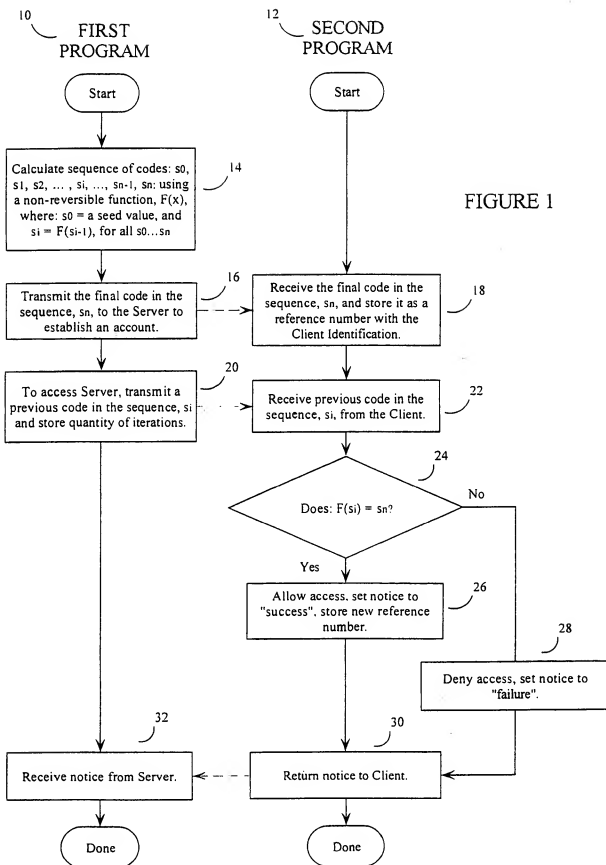 10
FIRST
PROGRAM
12
SECOND
PROGRAM
Start
Start
Calculate sequence of codes: s0,
s1, s2, ... , si, ..., sn-1, sn: using
a non-reversible function, F(x),
where: s0 = a seed value, and
si = F(si-1), for all s0...sn
14
FIGURE 1
Transmit the final code in the
sequence, sn, to the Server to
establish an account.
16
Receive the final code in the
sequence, sn, and store it as a
reference number with the
Client Identification.
18
To access Server, transmit a
previous code in the sequence, si
and store quantity of iterations.
20
Receive previous code in the
sequence, si, from the Client.
22
24
Does: F(si) = sn?
No
Yes
Allow access, set notice to
"success", store new reference
number.
26
28
Deny access, set notice to
"failure".
32
Receive notice from Server.
30
Return notice to Client.
Done
Done